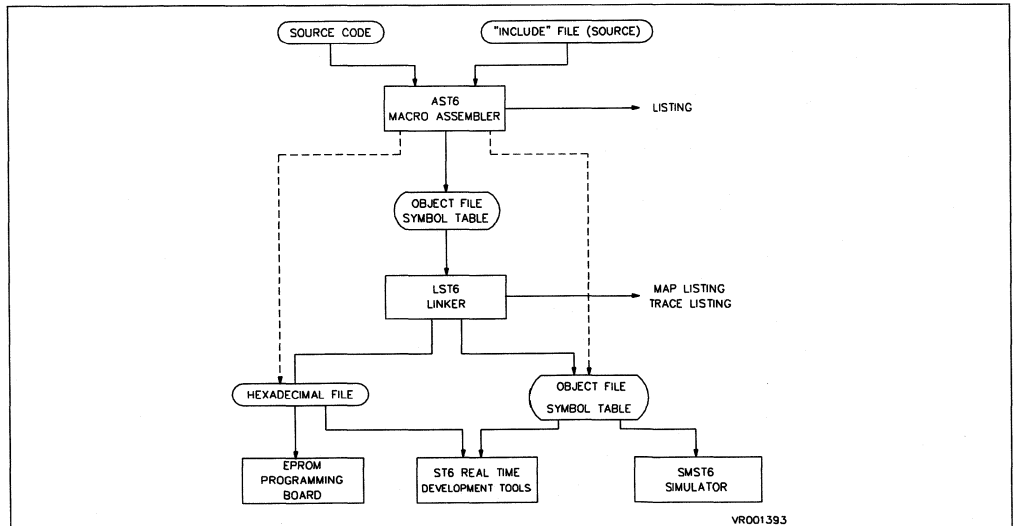 SOURCE CODE
"INCLUDE" FILE (SOURCE)
AST6
MACRO ASSEMBLER
LISTING
OBJECT FILE
SYMBOL TABLE
LST6
LINKER
MAP LISTING
TRACE LISTING
HEXADECIMAL FILE
OBJECT FILE
SYMBOL TABLE
EPROM
PROGRAMMING
BOARD
ST6 REAL TIME
DEVELOPMENT TOOLS
SMST6
SIMULATOR
VR001393